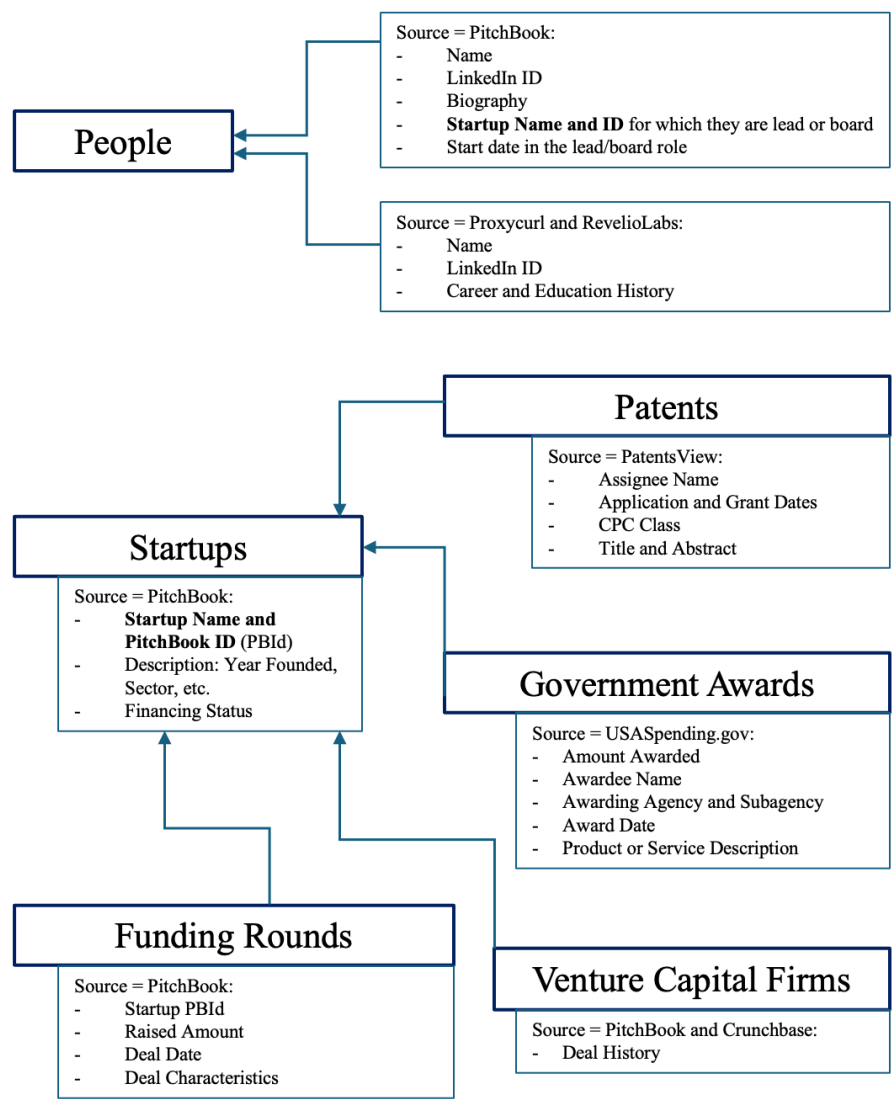 Source = PitchBook:
- Name
- LinkedIn ID
- Biography
- Startup Name and ID for which they are lead or board
- Start date in the lead/board role
People
Source = Proxycurl and RevelioLabs:
- Name
- LinkedIn ID
- Career and Education History
Patents
Source = PatentsView:
- Assignee Name
- Application and Grant Dates
- CPC Class
- Title and Abstract
Startups
Source = PitchBook:
- Startup Name and
PitchBook ID (PBId)
- Description: Year Founded,
Sector, etc.
- Financing Status
Government Awards
Source = USASpending.gov:
- Amount Awarded
- Awardee Name
- Awarding Agency and Subagency
- Award Date
- Product or Service Description
Funding Rounds
Source = PitchBook:
- Startup PBId
- Raised Amount
- Deal Date
- Deal Characteristics
Venture Capital Firms
Source = PitchBook and Crunchbase:
- Deal History